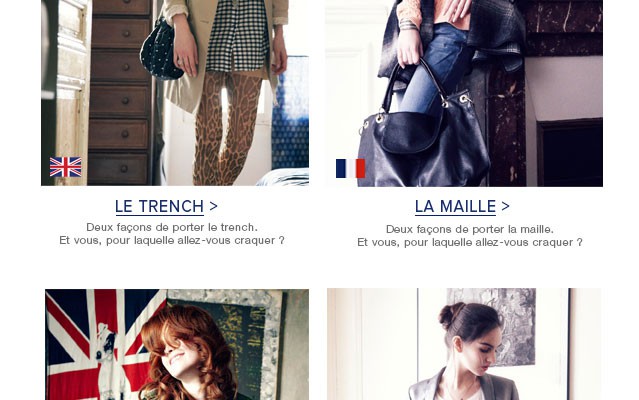 LE TRENCH >
Deux façons de porter le trench.
Et vous, pour laquelle allez-vous craquer ?
LA MAILLE >
Deux façons de porter la maille.
Et vous, pour laquelle allez-vous craquer ?